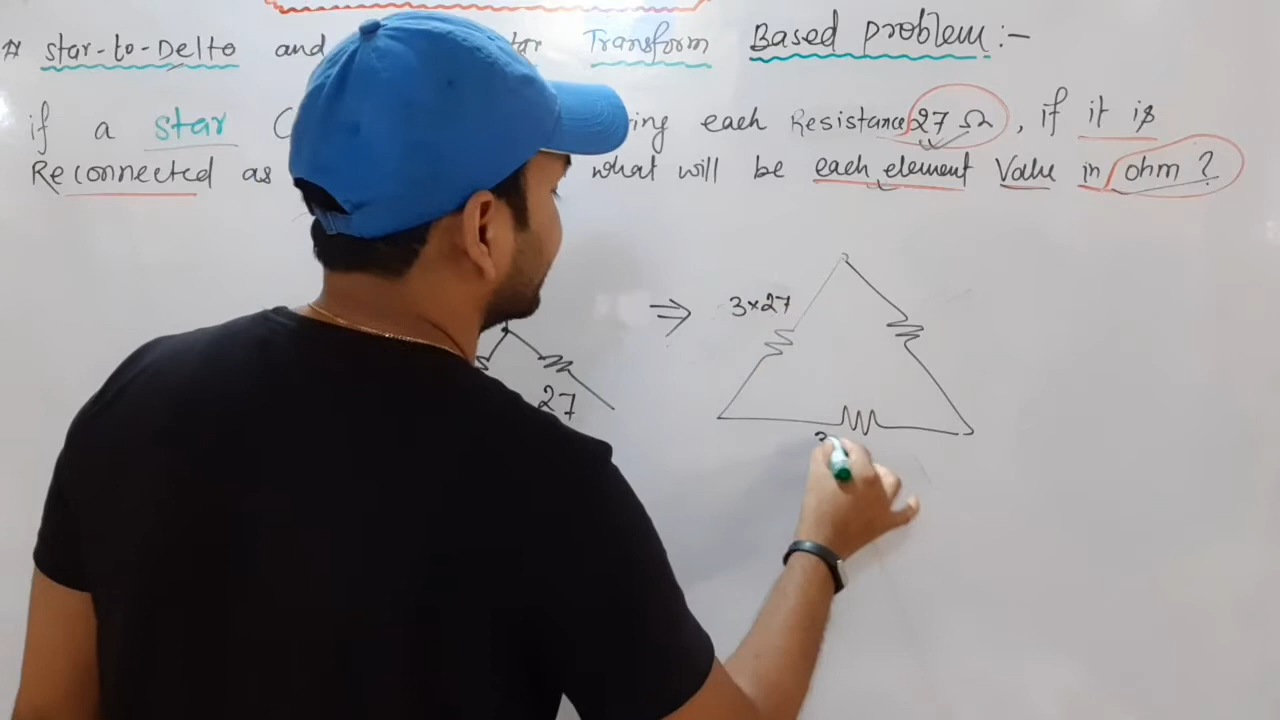 # star-to-Delta and Transform Based problem:-
if a star each Resistance 27 Ω, if it is
Reconnected as what will be each element Value in ohm ?
3×27
27